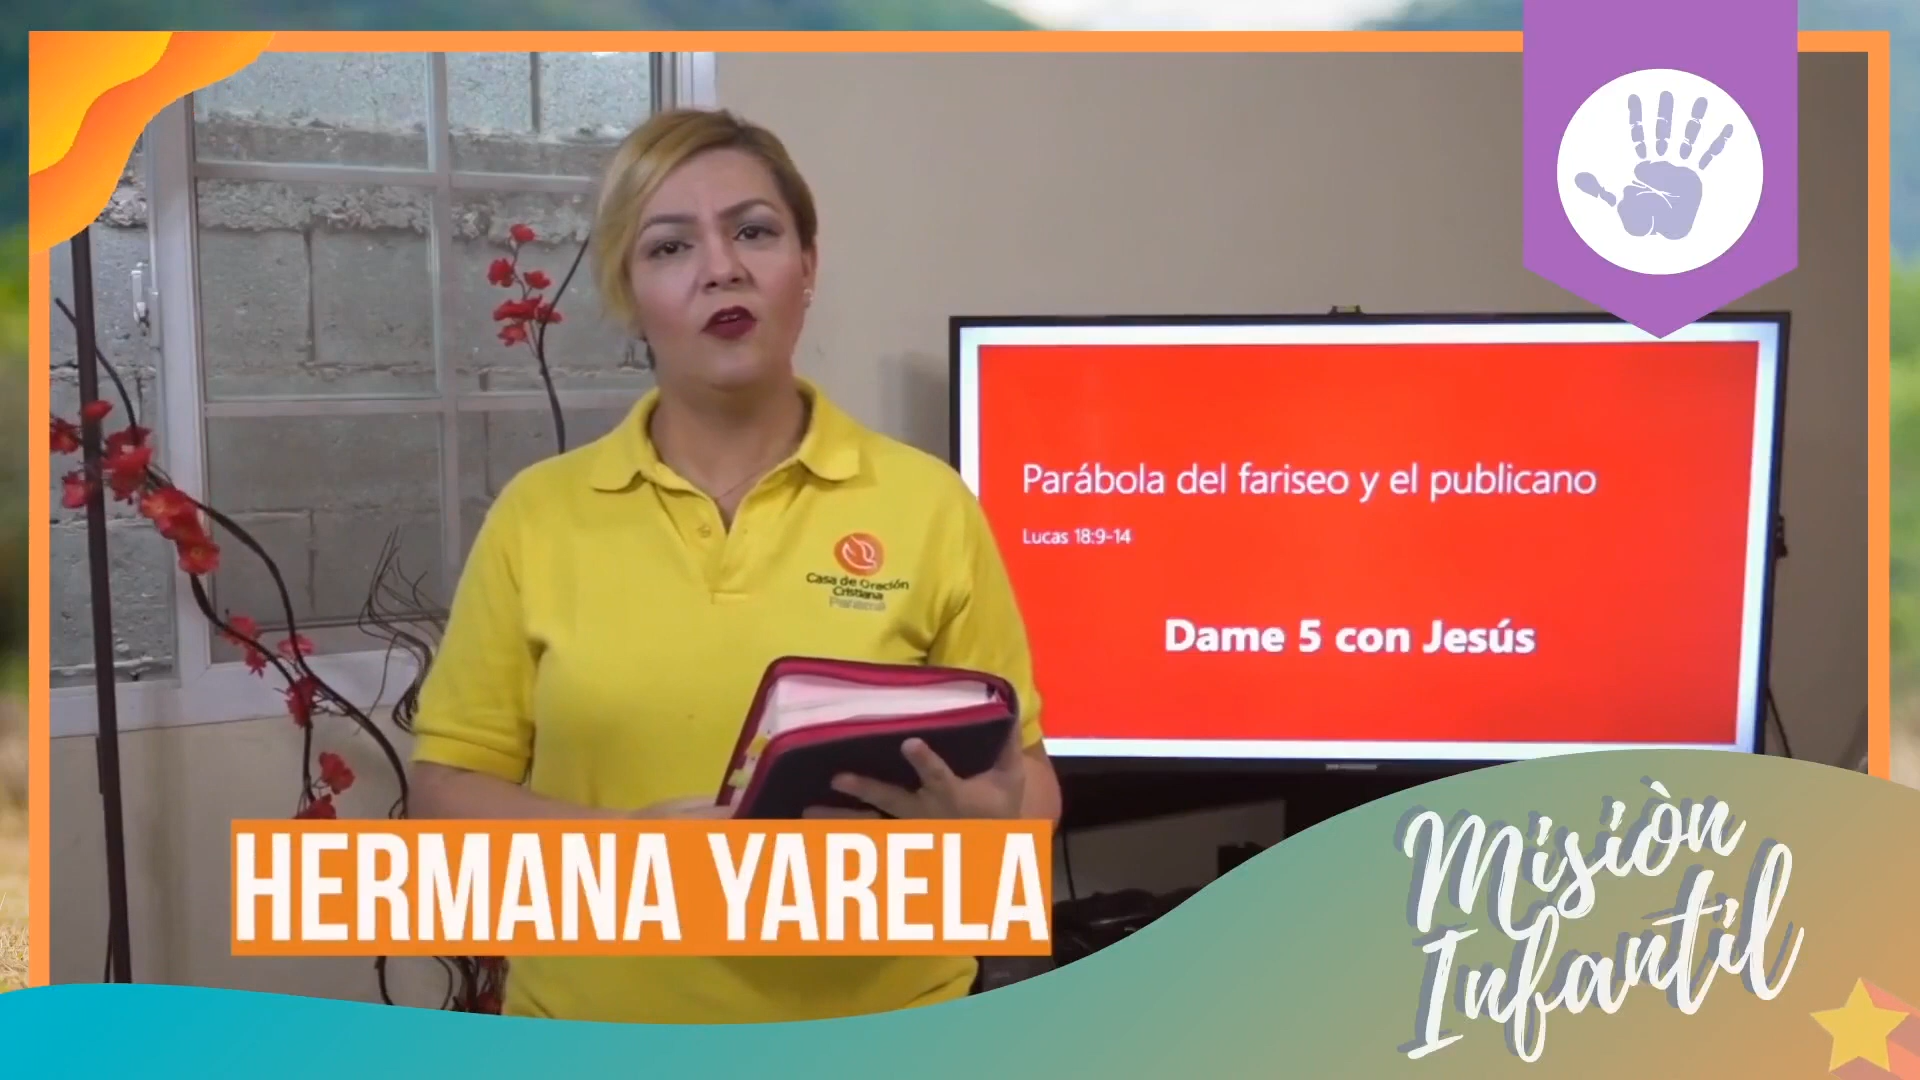 Parábola del fariseo y el publicano
Lucas 18:9-14
Dame 5 con Jesús
Casa de Oración
Cristiana
Panamá
HERMANA YARELA
Misiòn
Infantil